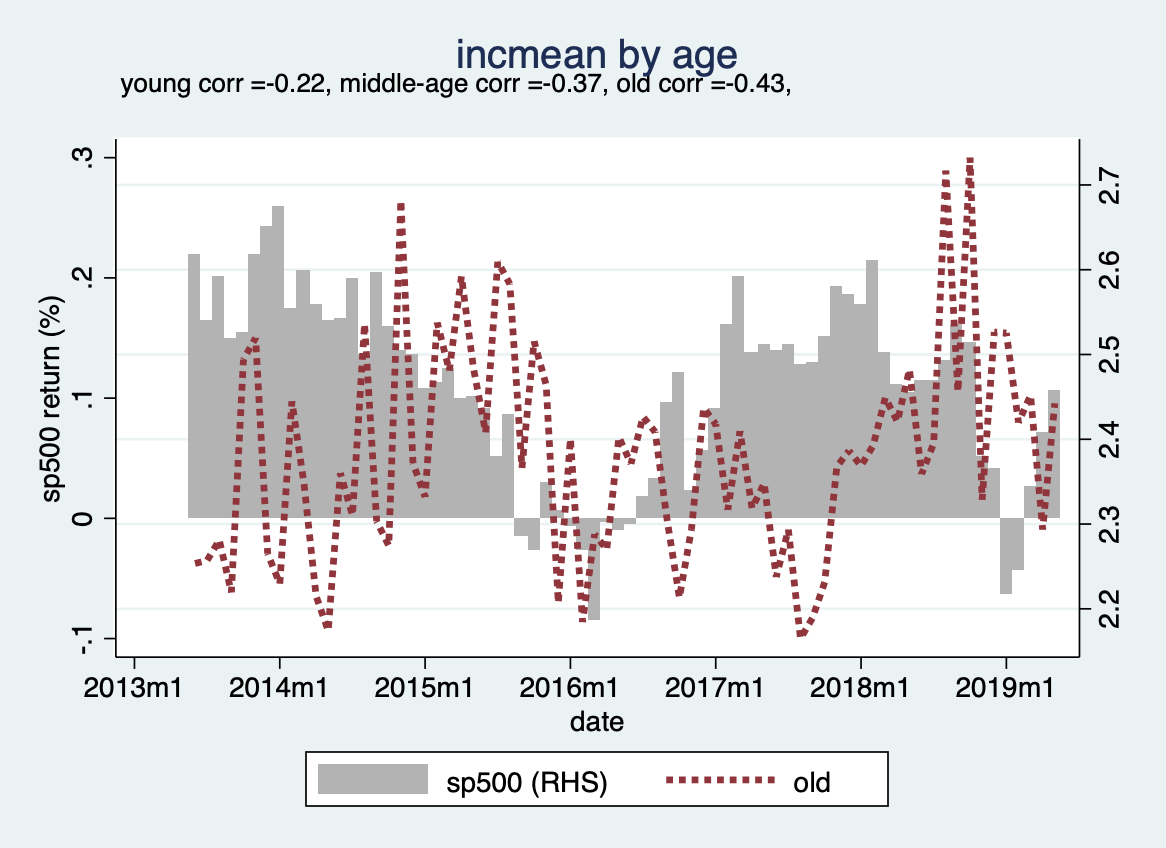 incmean by age
young corr =-0.22, middle-age corr =-0.37, old corr =-0.43,
sp500 return (%)
.3
.2
.1
0
-.1
2.7
2.6
2.5
2.4
2.3
2.2
2013m1 2014m1 2015m1 2016m1 2017m1 2018m1 2019m1
date
sp500 (RHS) old